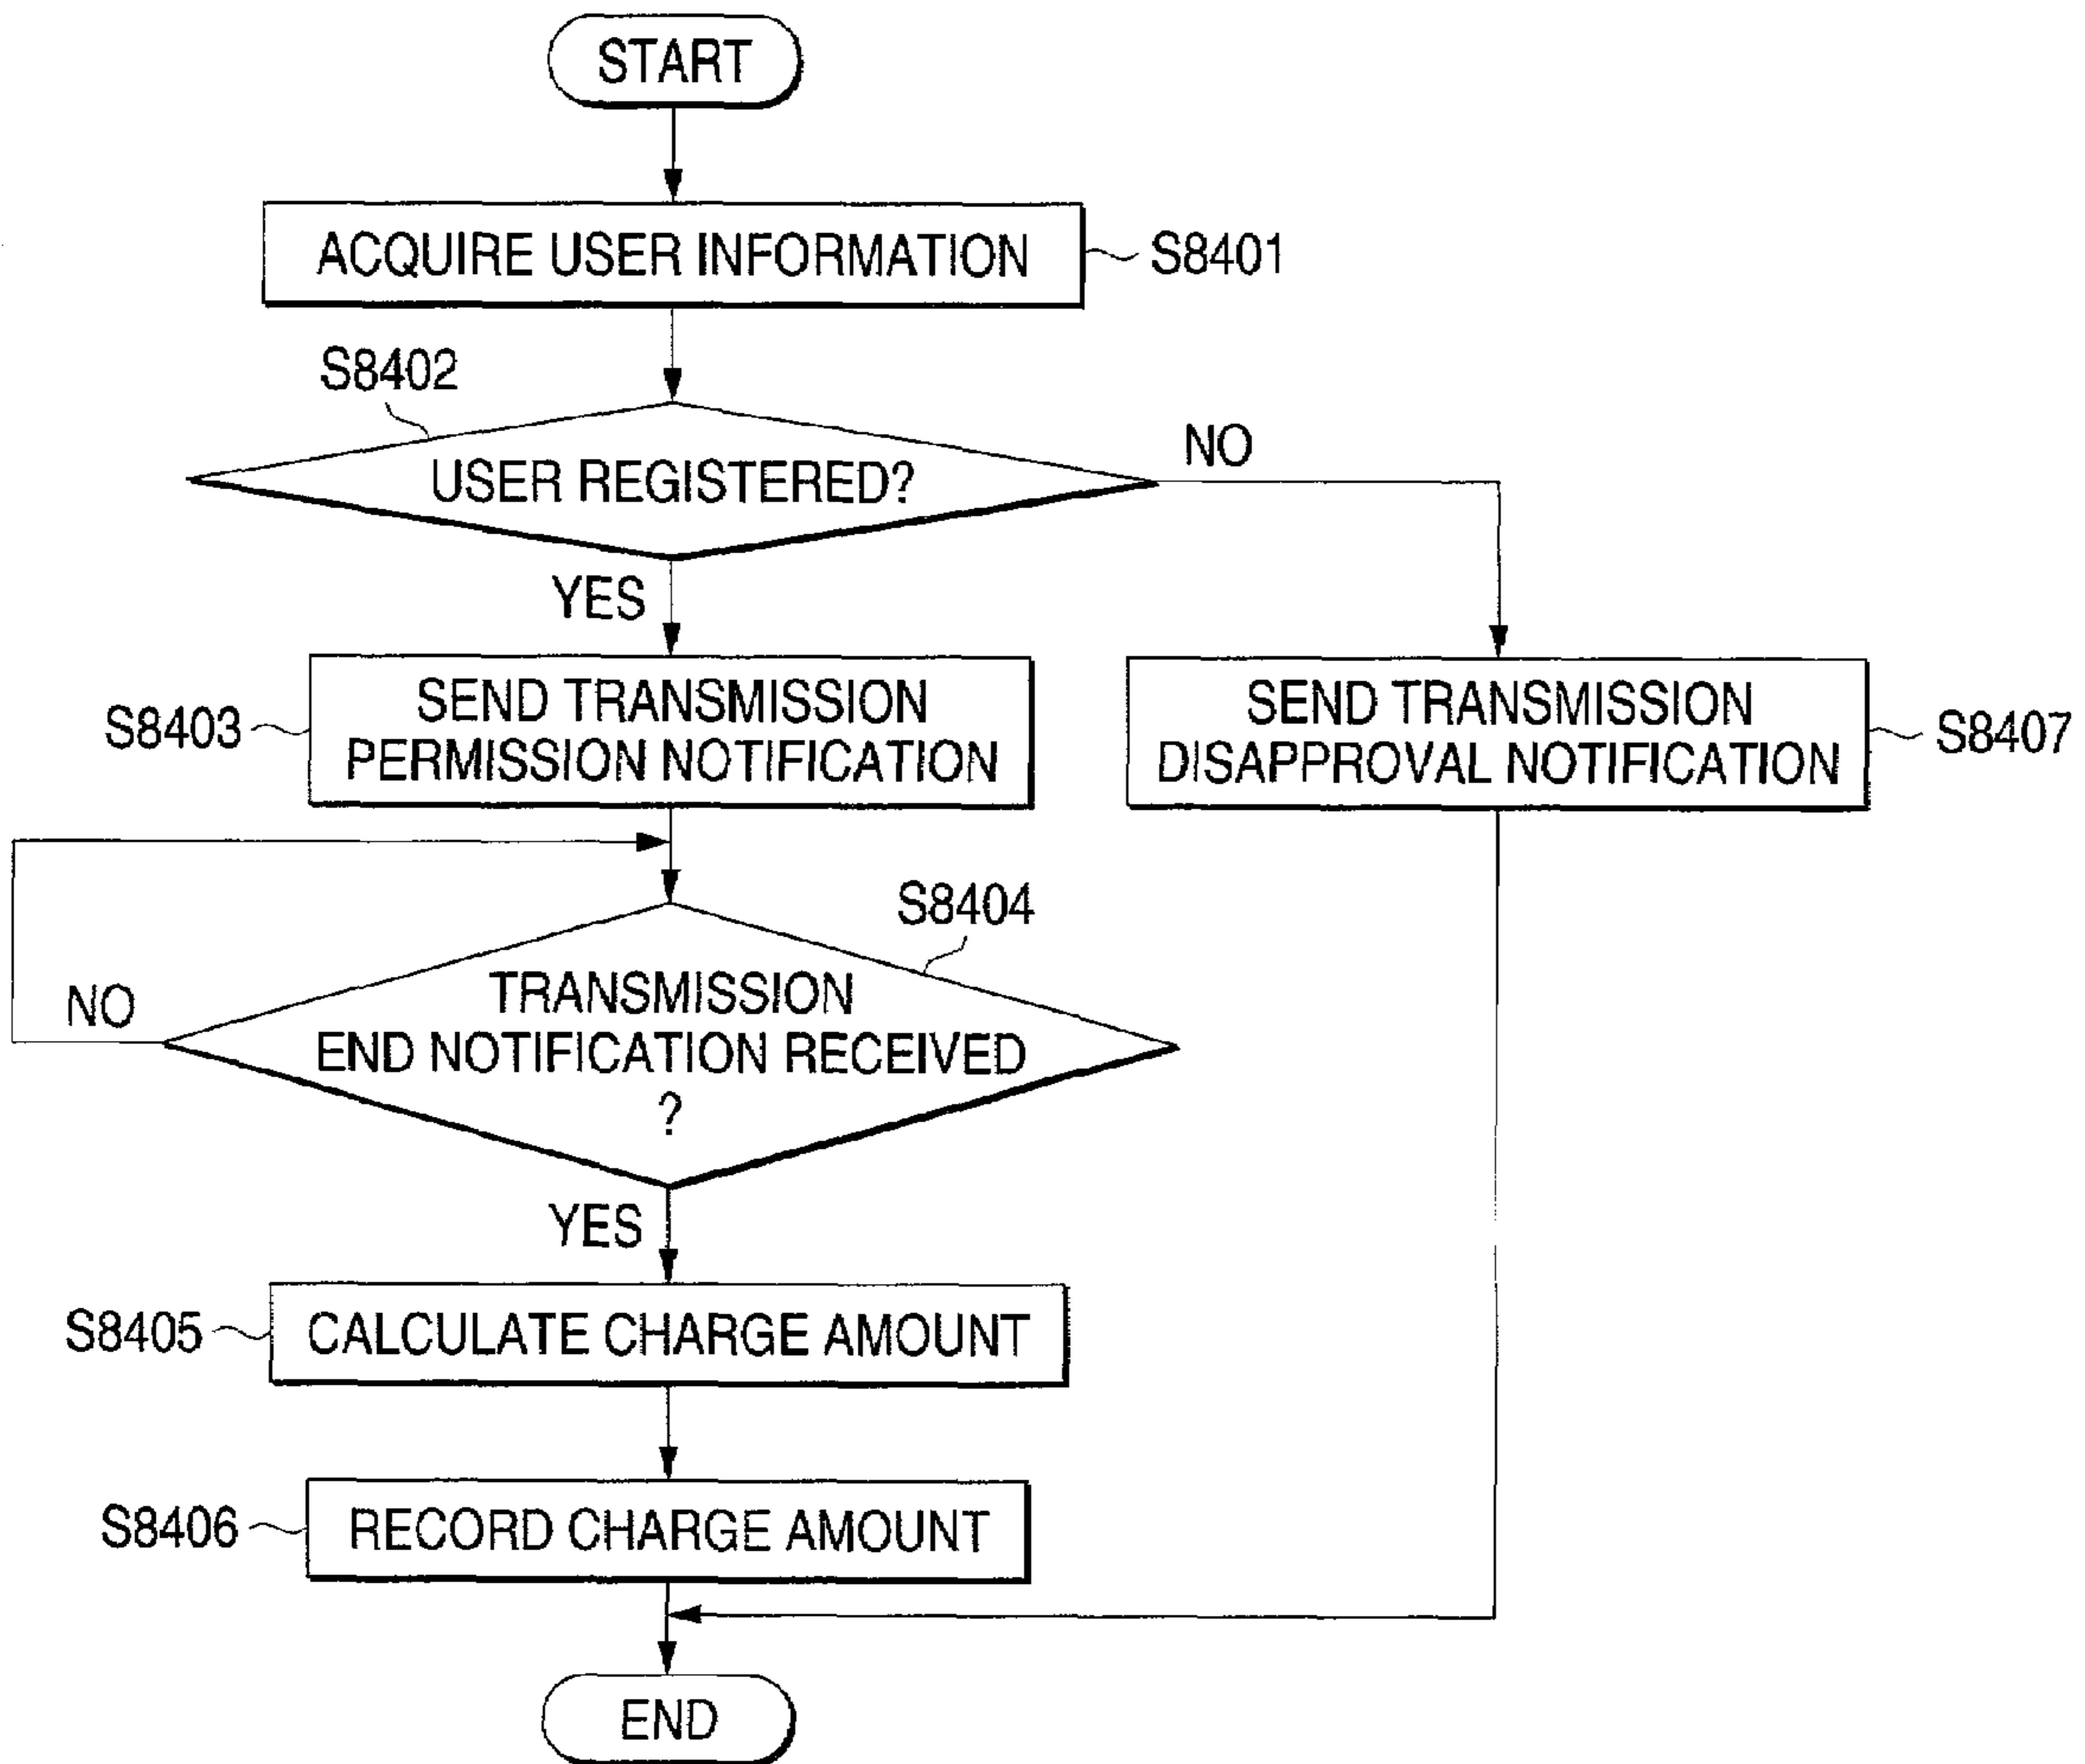 START
ACQUIRE USER INFORMATION
S8401
S8402
USER REGISTERED?
NO
YES
S8403
SEND TRANSMISSION
PERMISSION NOTIFICATION
SEND TRANSMISSION
DISAPPROVAL NOTIFICATION
S8407
S8404
NO
TRANSMISSION
END NOTIFICATION RECEIVED
?
YES
S8405
CALCULATE CHARGE AMOUNT
S8406
RECORD CHARGE AMOUNT
END